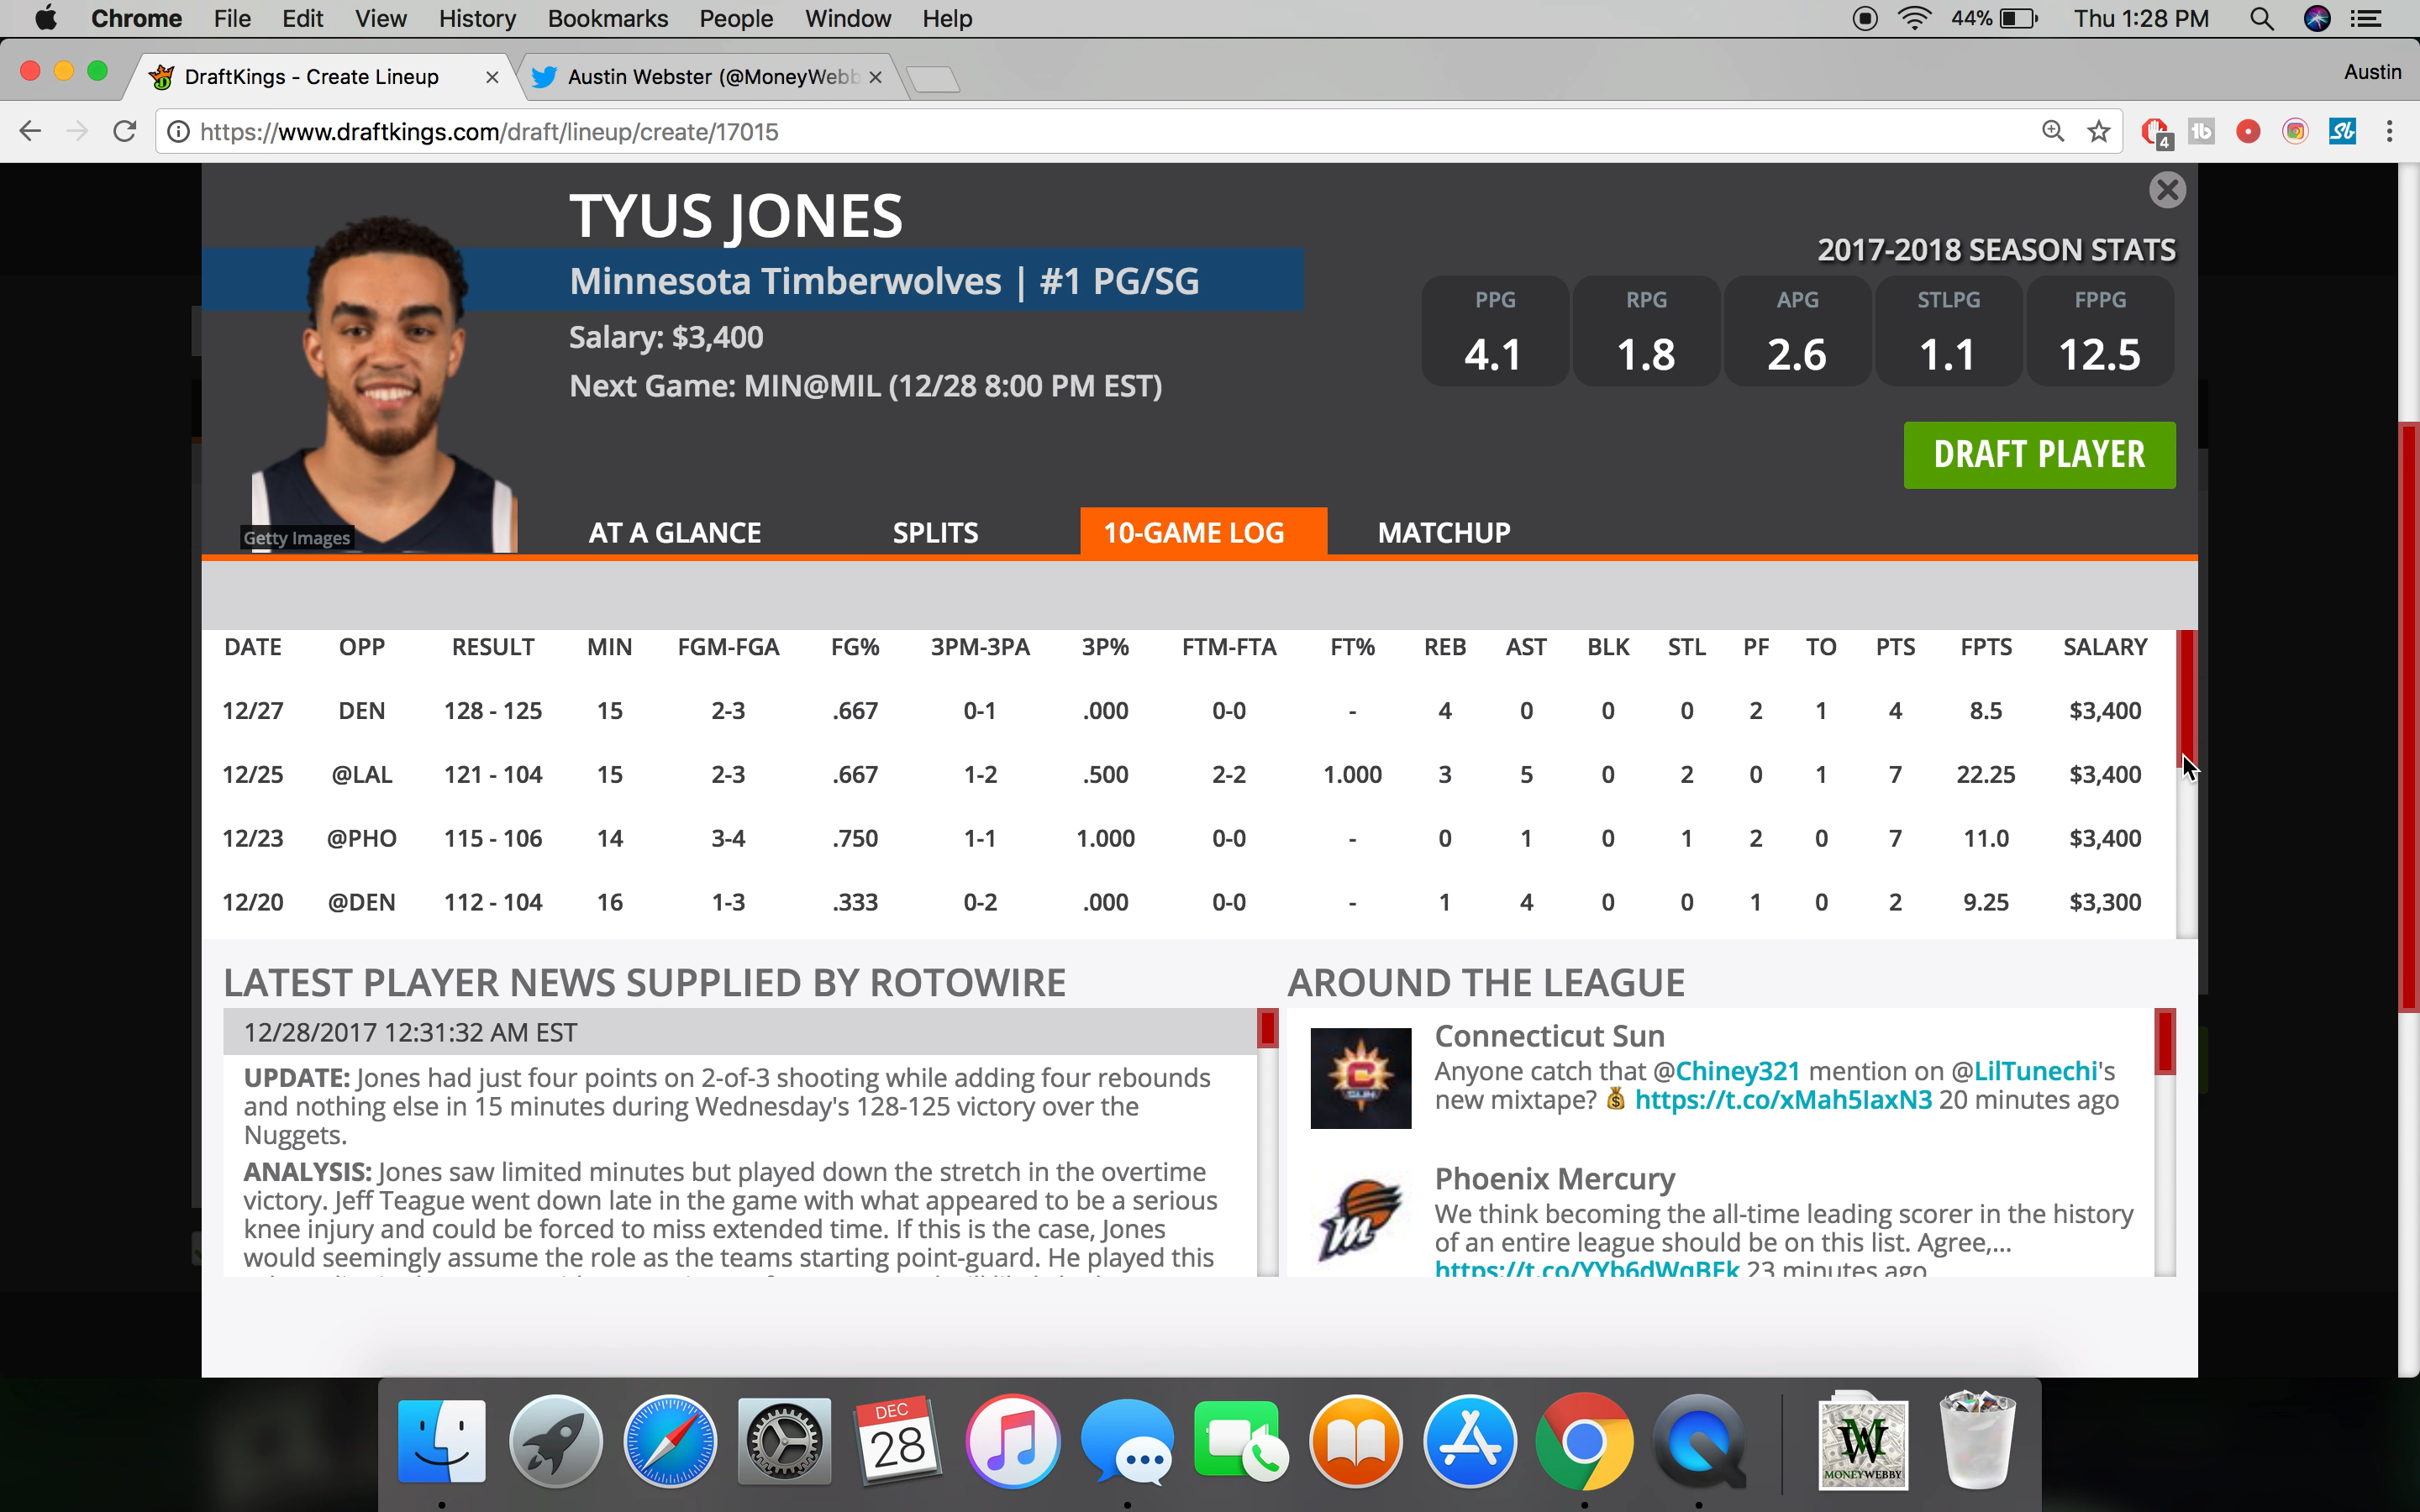 Chrome File Edit View History Bookmarks People Window Help 44% Thu 1:28 PM
DraftKings - Create Lineup Austin Webster (@MoneyWebb Austin
https://www.draftkings.com/draft/lineup/create/17015 4 tb Sb
TYUS JONES
2017-2018 SEASON STATS
Minnesota Timberwolves | #1 PG/SG
PPG RPG APG STLPG FPPG
4.1 1.8 2.6 1.1 12.5
Salary: $3,400
Next Game: MIN@MIL (12/28 8:00 PM EST)
DRAFT PLAYER
Getty Images
AT A GLANCE SPLITS 10-GAME LOG MATCHUP
DATE OPP RESULT MIN FGM-FGA FG% 3PM-3PA 3P% FTM-FTA FT% REB AST BLK STL PF TO PTS FPTS SALARY
12/27 DEN 128 - 125 15 2-3 .667 0-1 .000 0-0 - 4 0 0 0 2 1 4 8.5 $3,400
12/25 @LAL 121 - 104 15 2-3 .667 1-2 .500 2-2 1.000 3 5 0 2 0 1 7 22.25 $3,400
12/23 @PHO 115 - 106 14 3-4 .750 1-1 1.000 0-0 - 0 1 0 1 2 0 7 11.0 $3,400
12/20 @DEN 112 - 104 16 1-3 .333 0-2 .000 0-0 - 1 4 0 0 1 0 2 9.25 $3,300
LATEST PLAYER NEWS SUPPLIED BY ROTOWIRE
12/28/2017 12:31:32 AM EST
UPDATE: Jones had just four points on 2-of-3 shooting while adding four rebounds
and nothing else in 15 minutes during Wednesday's 128-125 victory over the
Nuggets.
ANALYSIS: Jones saw limited minutes but played down the stretch in the overtime
victory. Jeff Teague went down late in the game with what appeared to be a serious
knee injury and could be forced to miss extended time. If this is the case, Jones
would seemingly assume the role as the teams starting point-guard. He played this
AROUND THE LEAGUE
Connecticut Sun
Anyone catch that @Chiney321 mention on @LilTunechi's
new mixtape? 💰 https://t.co/xMah5laxN3 20 minutes ago
Phoenix Mercury
We think becoming the all-time leading scorer in the history
of an entire league should be on this list. Agree,...
https://t.co/YYb6dWqBFk 23 minutes ago
C
SUN
M
DEC
28
W
MONEYWEBBY